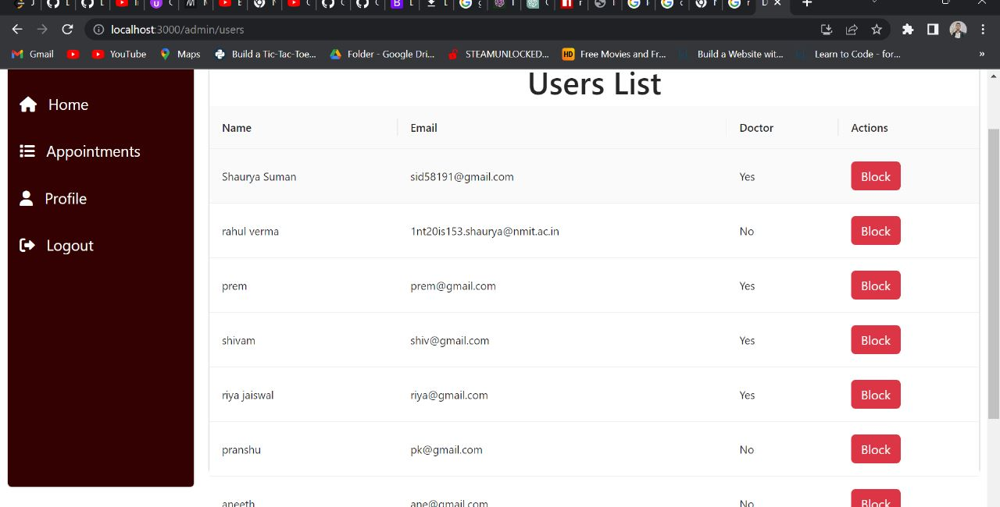 localhost:3000/admin/users
Gmail YouTube Maps Build a Tic-Tac-Toe... Folder - Google Dri... STEAMUNLOCKED... HD Free Movies and Fr... Build a Website wit... Learn to Code - for... »
Users List
Home
Appointments
Profile
Logout
Name Email Doctor Actions
Shaurya Suman sid58191@gmail.com Yes Block
rahul verma 1nt20is153.shaurya@nmit.ac.in No Block
prem prem@gmail.com Yes Block
shivam shiv@gmail.com Yes Block
riya jaiswal riya@gmail.com Yes Block
pranshu pk@gmail.com No Block
aneeth ane@gmail.com No Block